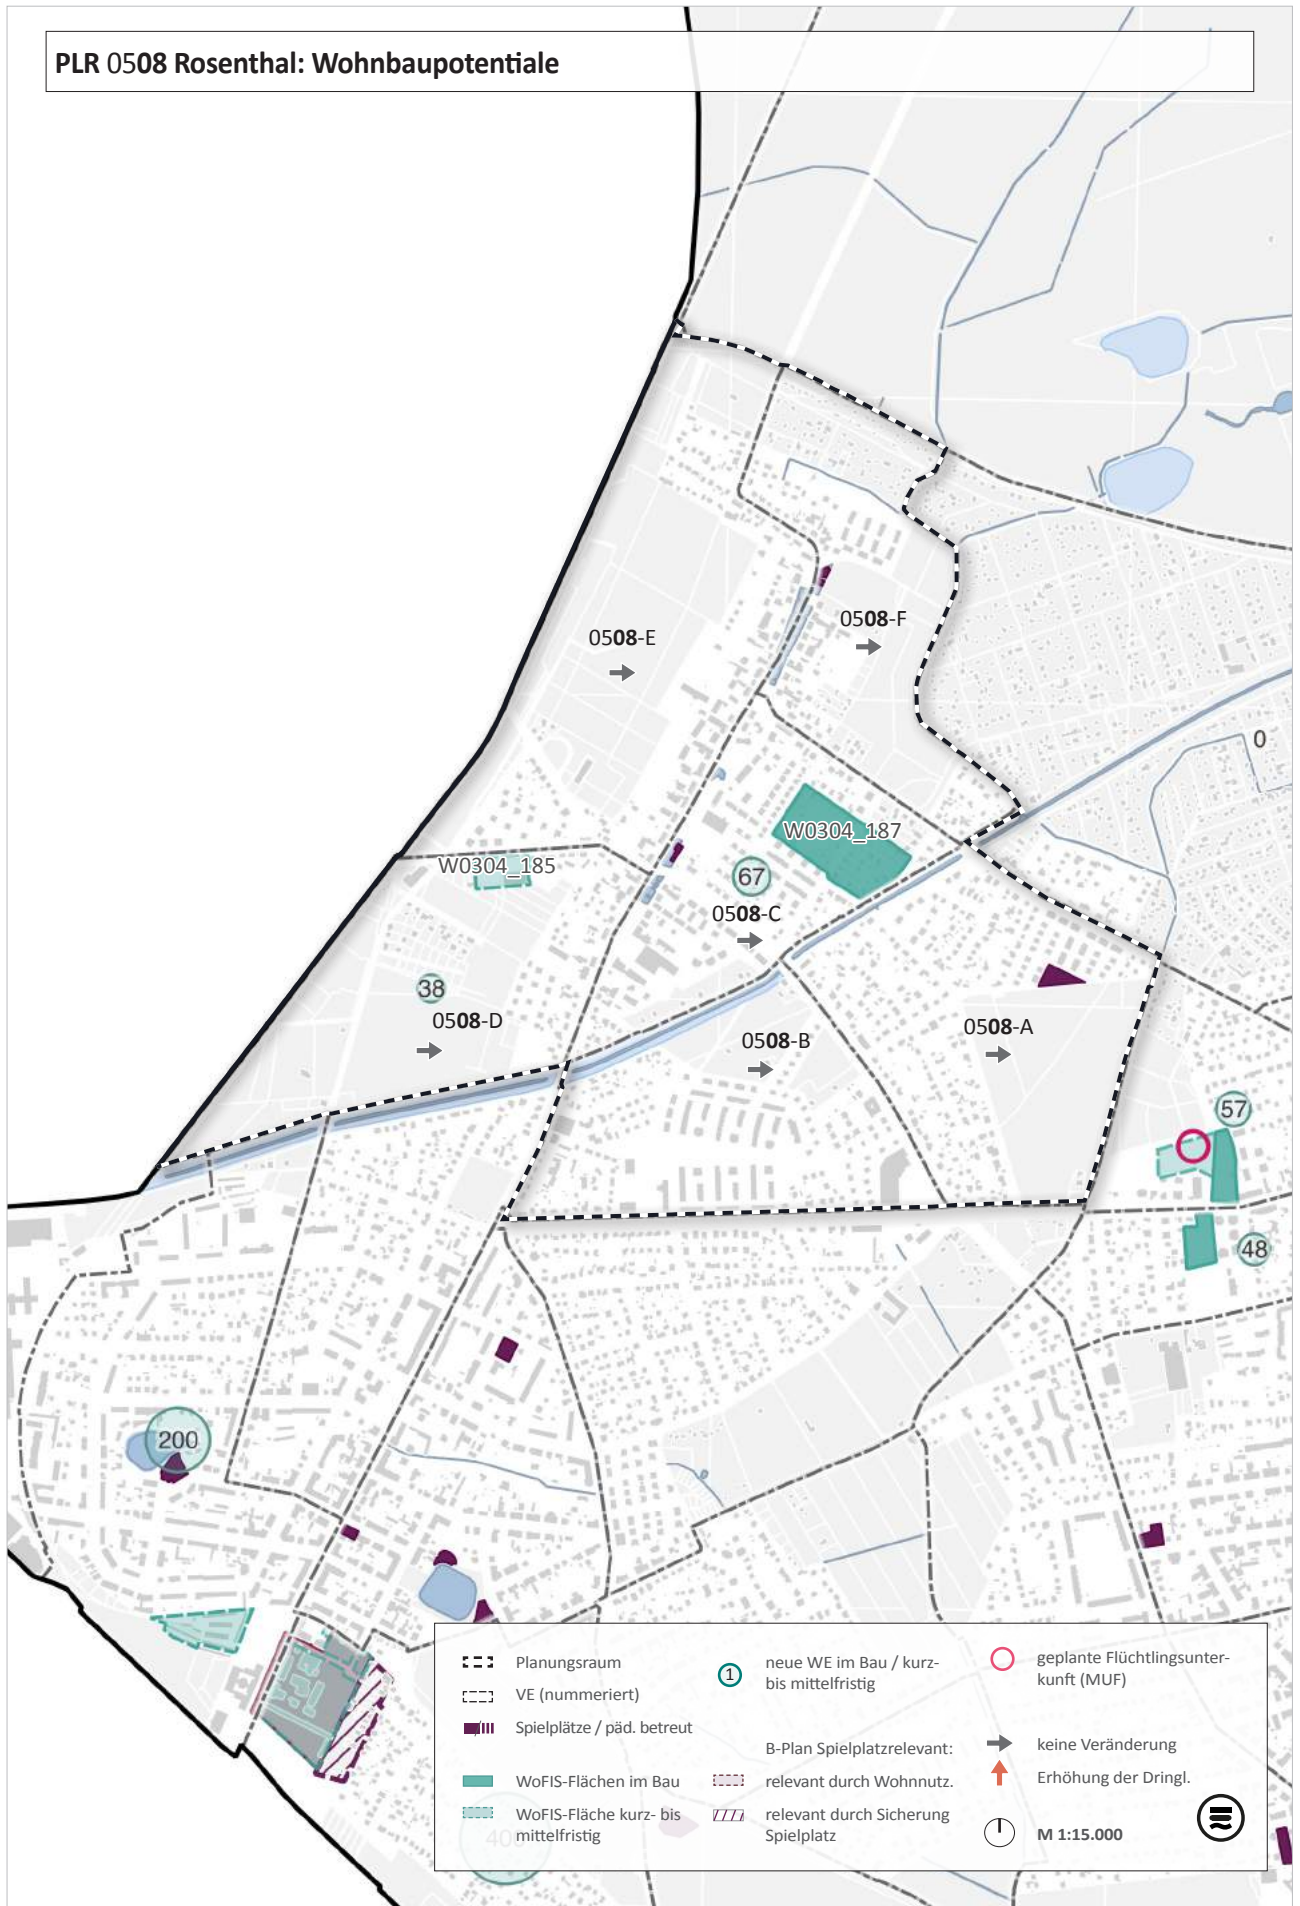 PLR 0508 Rosenthal: Wohnbaupotentiale
0508-E
0508-F
0
W0304_187
W0304_185
67
0508-C
38
0508-D
0508-B
0508-A
57
48
200
Planungsraum
VE (nummeriert)
Spielplätze / päd. betreut
WoFIS-Flächen im Bau
WoFIS-Fläche kurz- bis
mittelfristig
1
neue WE im Bau / kurz-
bis mittelfristig
B-Plan Spielplatzrelevant:
relevant durch Wohnnutz.
relevant durch Sicherung
Spielplatz
geplante Flüchtlingsunter-
kunft (MUF)
keine Veränderung
Erhöhung der Dringl.
M 1:15.000
400